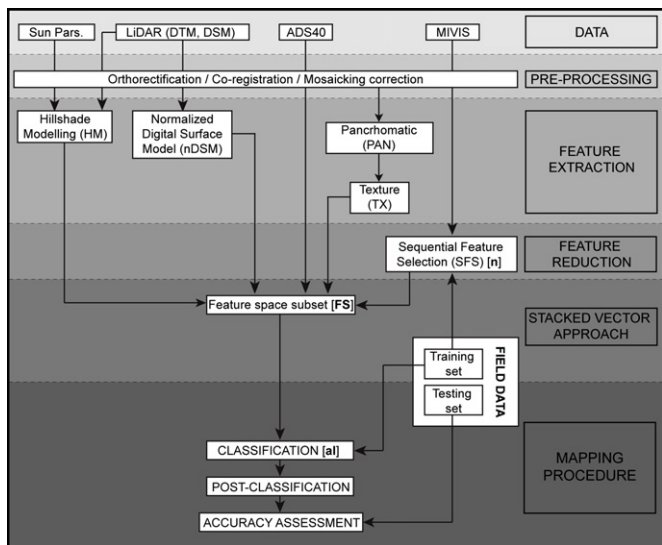 Sun Pars.
LiDAR (DTM, DSM)
ADS40
MIVIS
DATA
Orthorectification / Co-registration / Mosaicking correction
PRE-PROCESSING
Hillshade
Modelling (HM)
Normalized
Digital Surface
Model (nDSM)
Pancrhomatic
(PAN)
Texture
(TX)
FEATURE
EXTRACTION
Sequential Feature
Selection (SFS) [n]
FEATURE
REDUCTION
Feature space subset [FS]
STACKED VECTOR
APPROACH
Training
set
Testing
set
FIELD DATA
CLASSIFICATION [al]
POST-CLASSIFICATION
ACCURACY ASSESSMENT
MAPPING
PROCEDURE